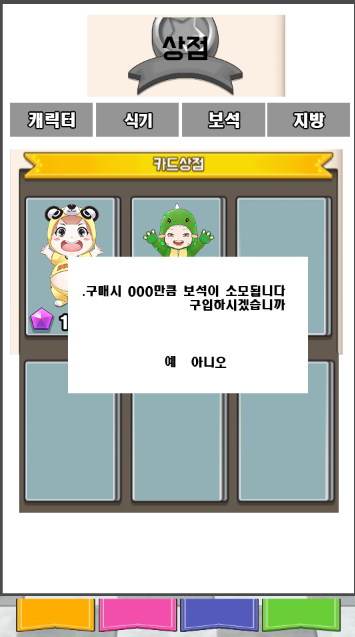 상점
캐릭터 식기 보석 지방
카드상점
.구매시 000만큼 보석이 소모됩니다
구입하시겠습니까
1
예 아니오